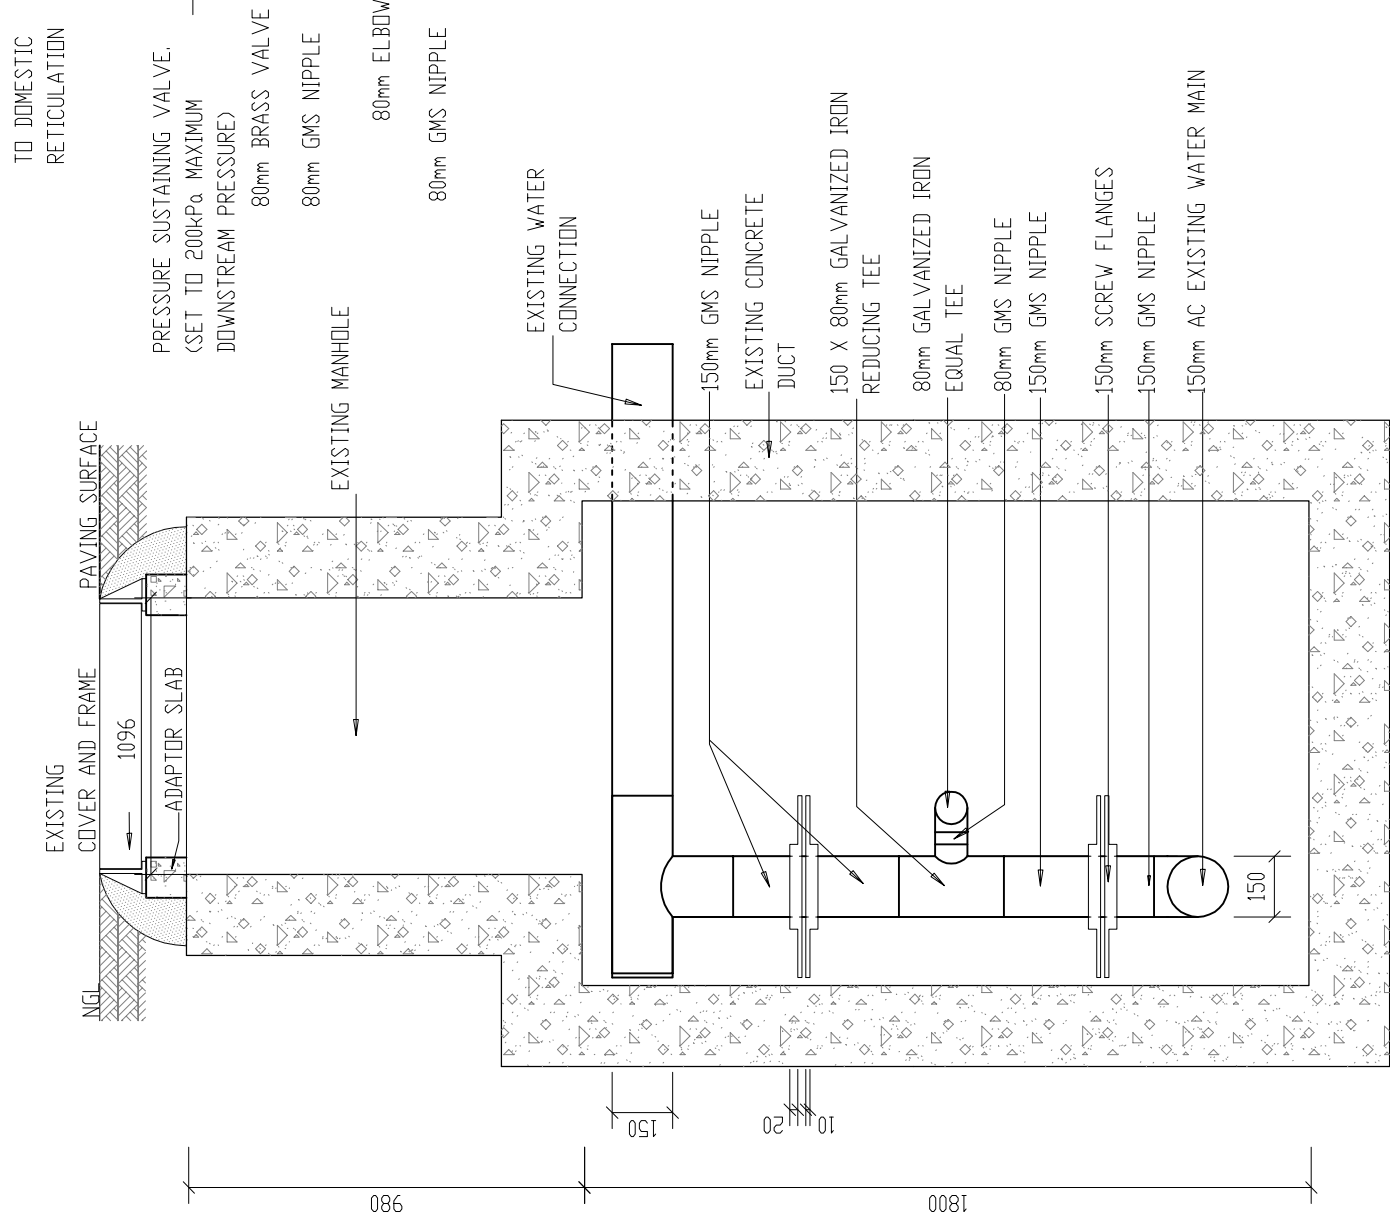 TO DOMESTIC
RETICULATION
PRESSURE SUSTAINING VALVE.
(SET TO 200kPa MAXIMUM
DOWNSTREAM PRESSURE)
80mm BRASS VALVE
80mm GMS NIPPLE
80mm ELBOW
80mm GMS NIPPLE
EXISTING WATER
CONNECTION
150mm GMS NIPPLE
EXISTING CONCRETE
DUCT
150 X 80mm GALVANIZED IRON
REDUCING TEE
80mm GALVANIZED IRON
EQUAL TEE
80mm GMS NIPPLE
150mm GMS NIPPLE
150mm SCREW FLANGES
150mm GMS NIPPLE
150mm AC EXISTING WATER MAIN
EXISTING MANHOLE
PAVING SURFACE
EXISTING
COVER AND FRAME
1096
ADAPTOR SLAB
NGL
150
150
20
10
980
1800